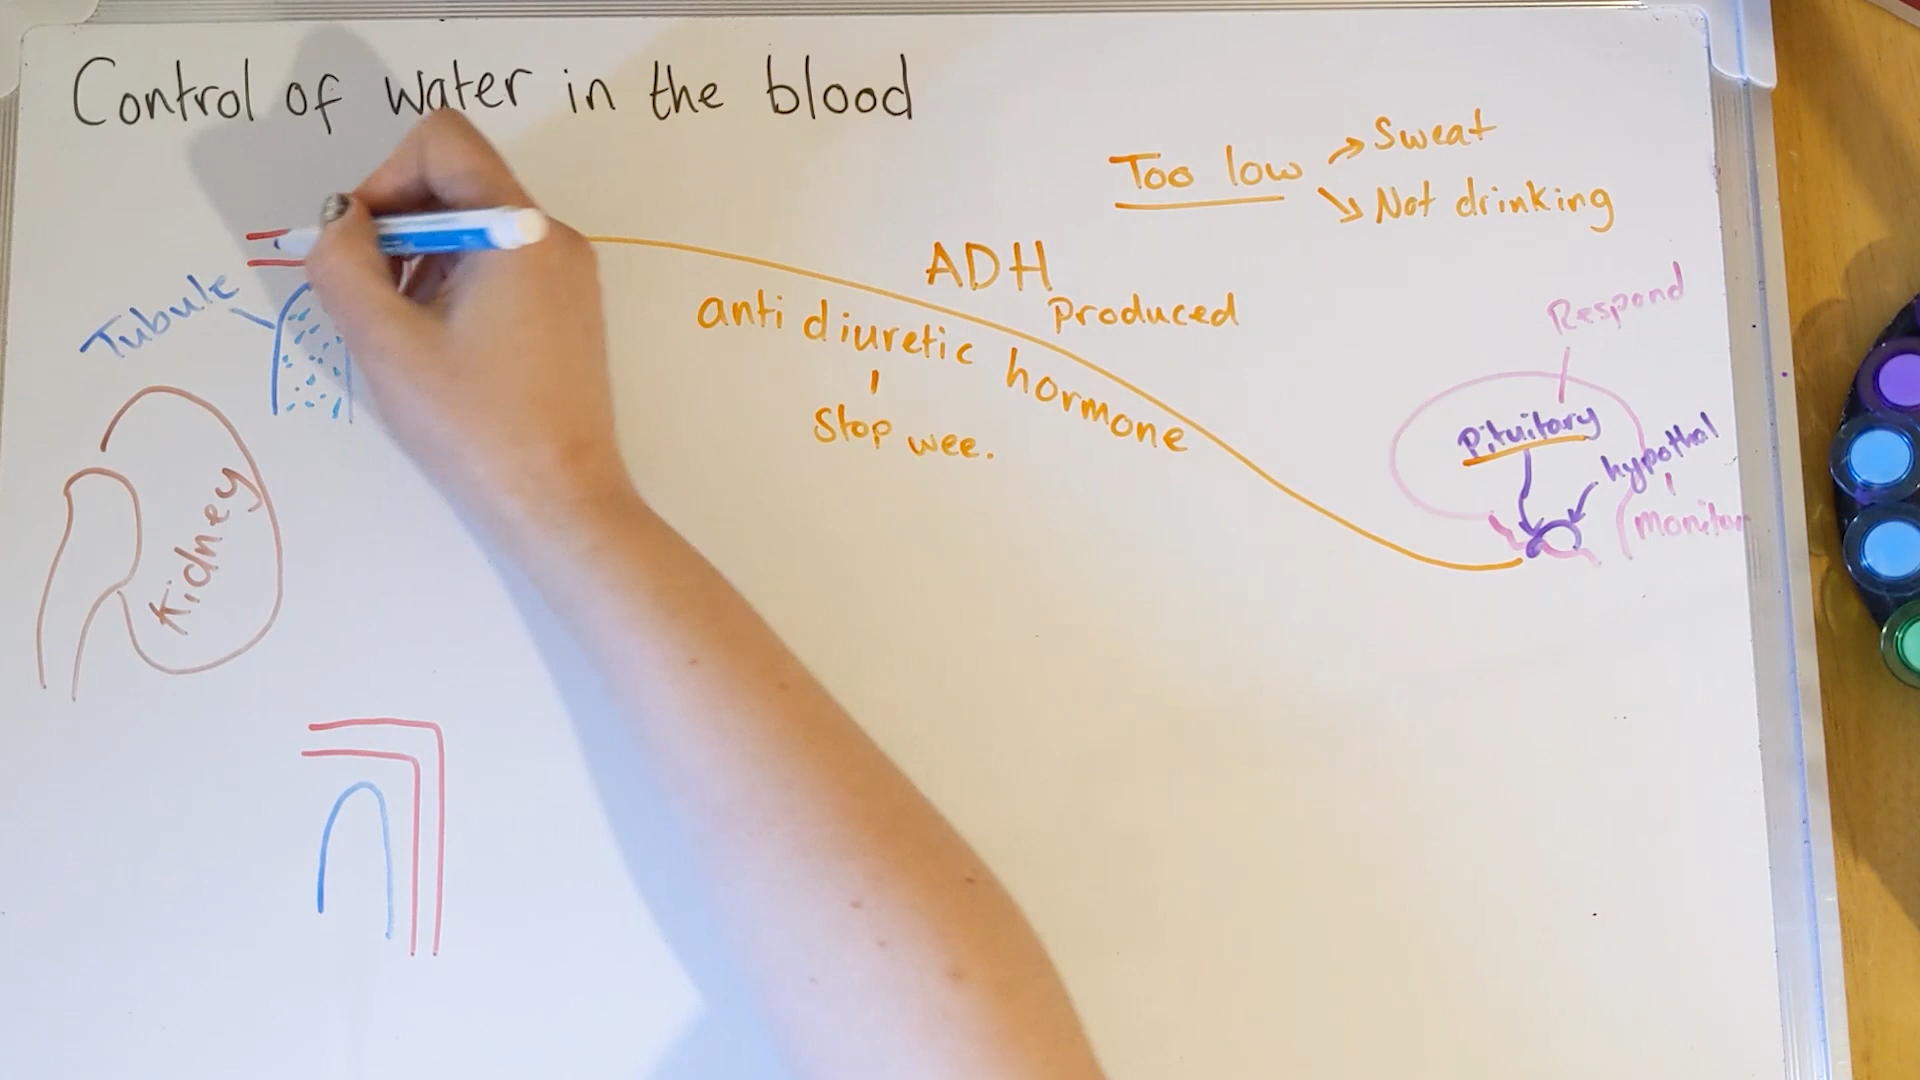 Control of water in the blood
Too low
Sweat
Not drinking
ADH
Produced
anti diuretic hormone
Stop wee.
Tubule
Kidney
Respond
Pituitary
hypothal
Monitor